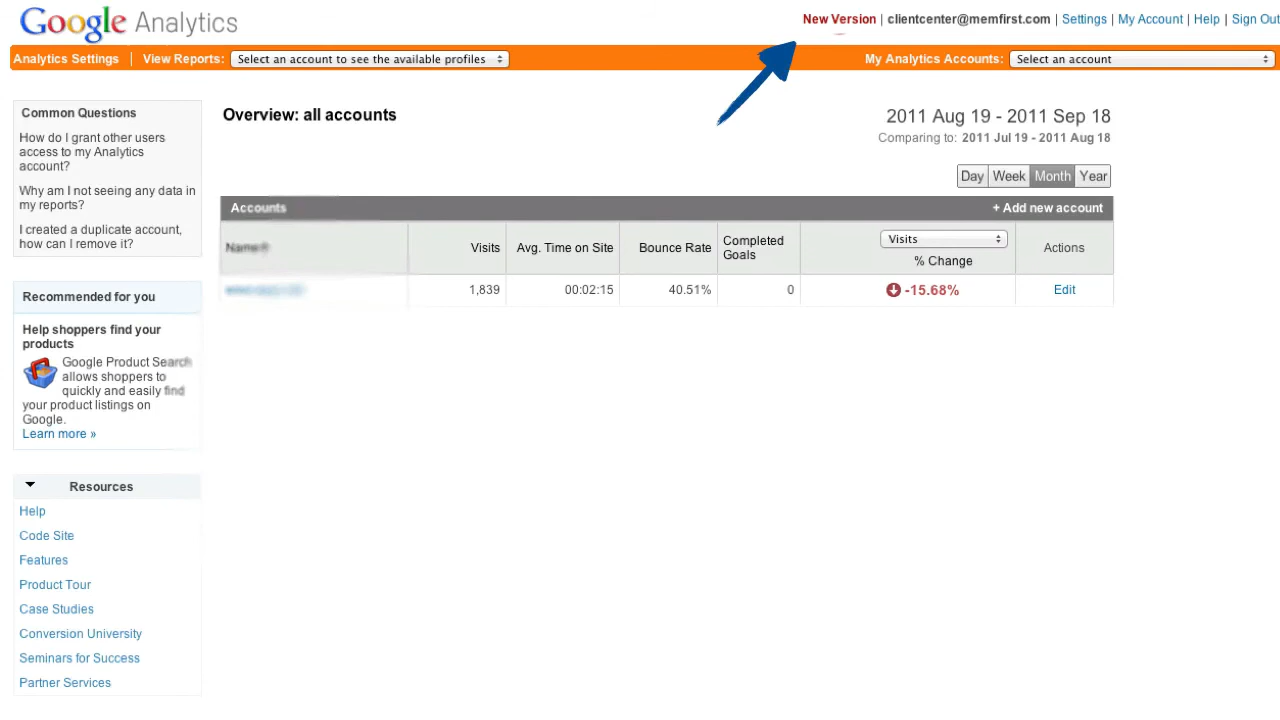 Google Analytics
New Version | clientcenter@memfirst.com | Settings | My Account | Help | Sign Out
Analytics Settings | View Reports: Select an account to see the available profiles
My Analytics Accounts: Select an account
Common Questions
How do I grant other users
access to my Analytics
account?
Why am I not seeing any data in
my reports?
I created a duplicate account,
how can I remove it?
Recommended for you
Help shoppers find your
products
Google Product Search
allows shoppers to
quickly and easily find
your product listings on
Google.
Learn more »
Resources
Help
Code Site
Features
Product Tour
Case Studies
Conversion University
Seminars for Success
Partner Services
Overview: all accounts
2011 Aug 19 - 2011 Sep 18
Comparing to: 2011 Jul 19 - 2011 Aug 18
Day Week Month Year
Accounts
+ Add new account
Name Visits Avg. Time on Site Bounce Rate Completed Goals Visits % Change Actions
1,839 00:02:15 40.51% 0 -15.68% Edit